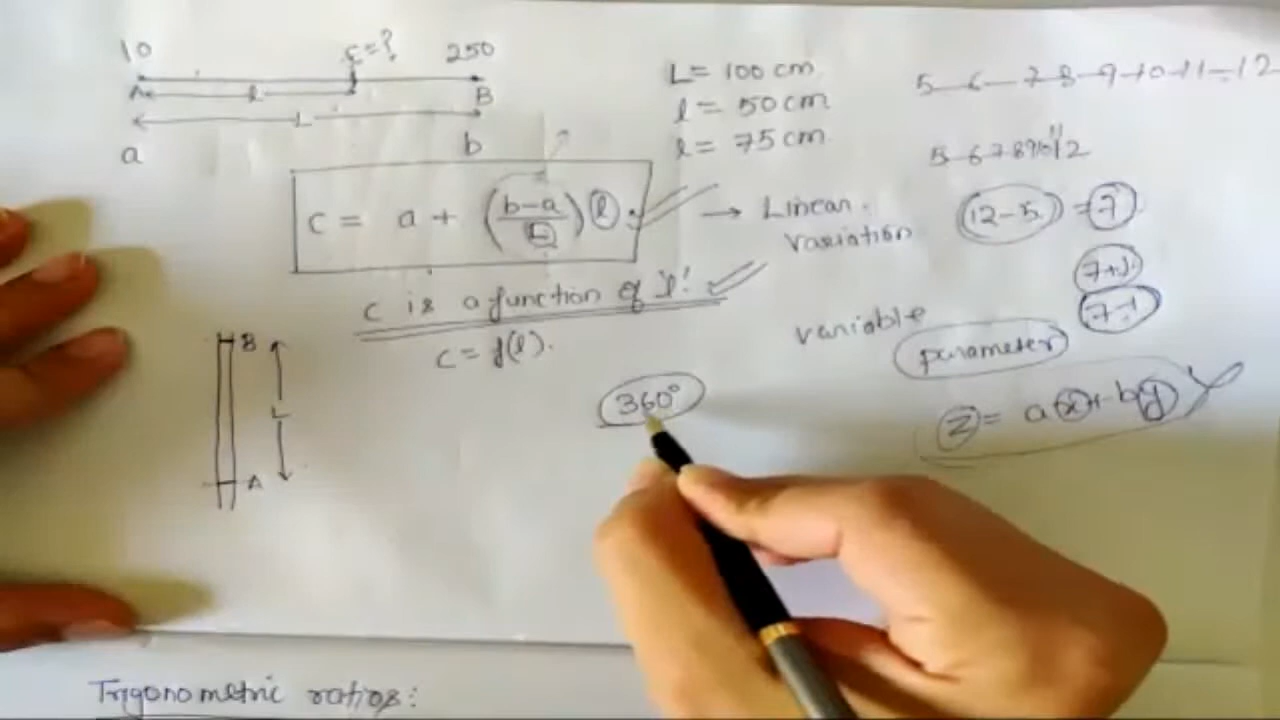 10 c=? 250
A l B
L
a b
L= 100 cm
l = 50 cm
l = 75 cm
5 6 7 8 9 10 11 12
5 6 7 8 9 10 11 12
c = a + (b-a/L) l
→ Linear
variation
(12-5) = 7
7+1
7-1
c is a function of 'l'
c = f(l).
variable
parameter
z = ax+by
360°
B
L
A
Trigonometric ratios: